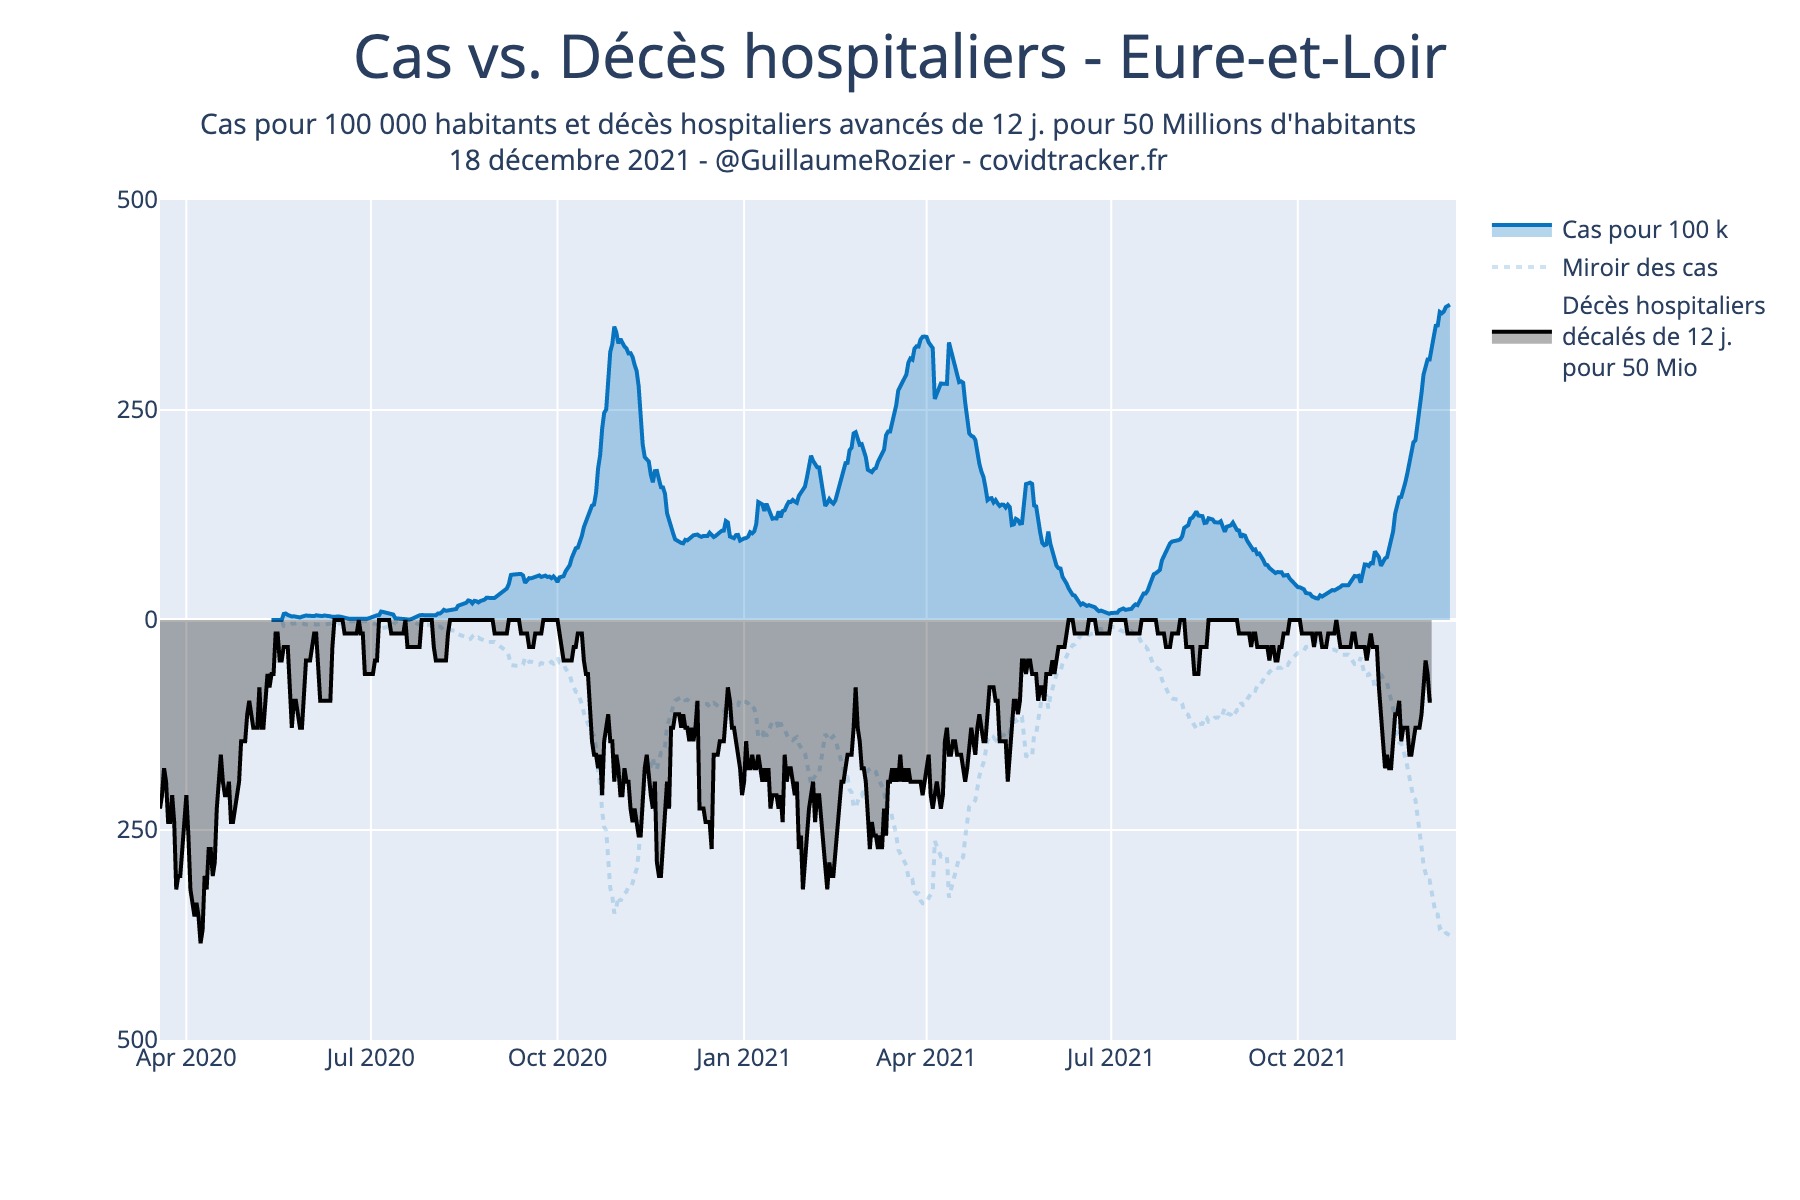 Cas vs. Décès hospitaliers - Eure-et-Loir
Cas pour 100 000 habitants et décès hospitaliers avancés de 12 j. pour 50 Millions d'habitants
18 décembre 2021 - @GuillaumeRozier - covidtracker.fr
500
250
0
250
500
Apr 2020
Jul 2020
Oct 2020
Jan 2021
Apr 2021
Jul 2021
Oct 2021
Cas pour 100 k
Miroir des cas
Décès hospitaliers
décalés de 12 j.
pour 50 Mio